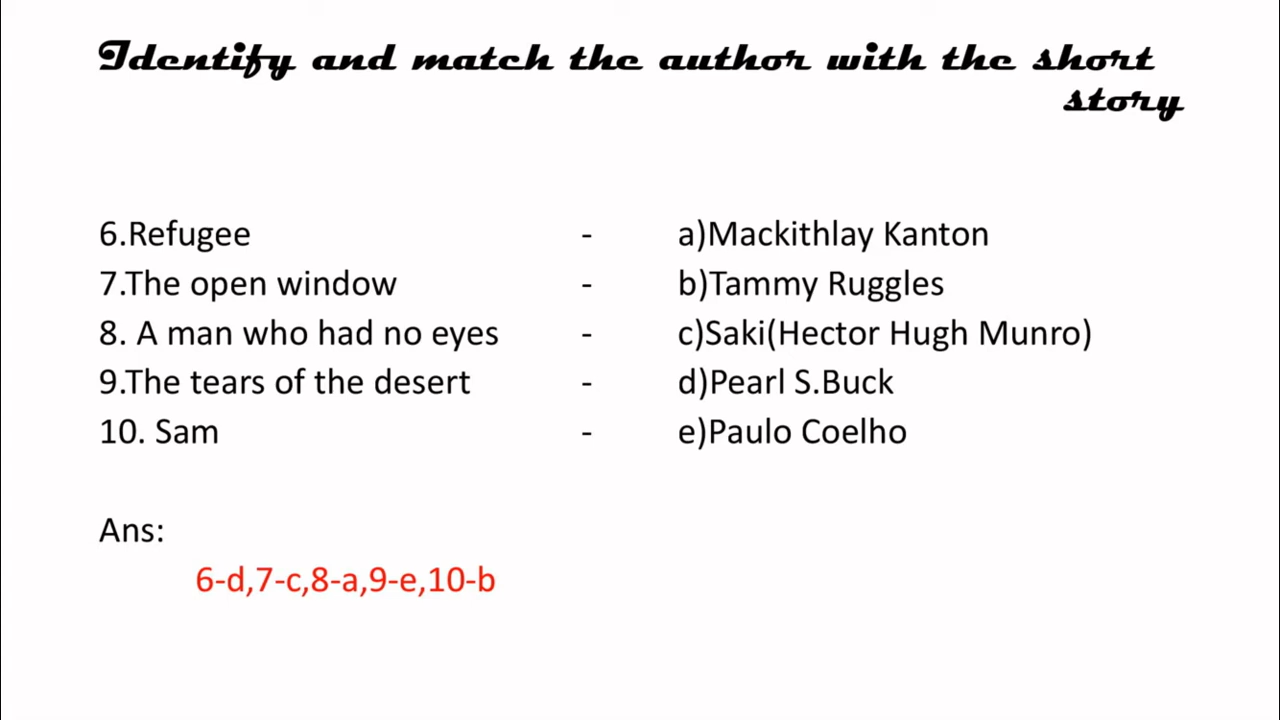 Identify and match the author with the short
story
6.Refugee - a)Mackithlay Kanton
7.The open window - b)Tammy Ruggles
8. A man who had no eyes - c)Saki(Hector Hugh Munro)
9.The tears of the desert - d)Pearl S.Buck
10. Sam - e)Paulo Coelho
Ans:
6-d,7-c,8-a,9-e,10-b